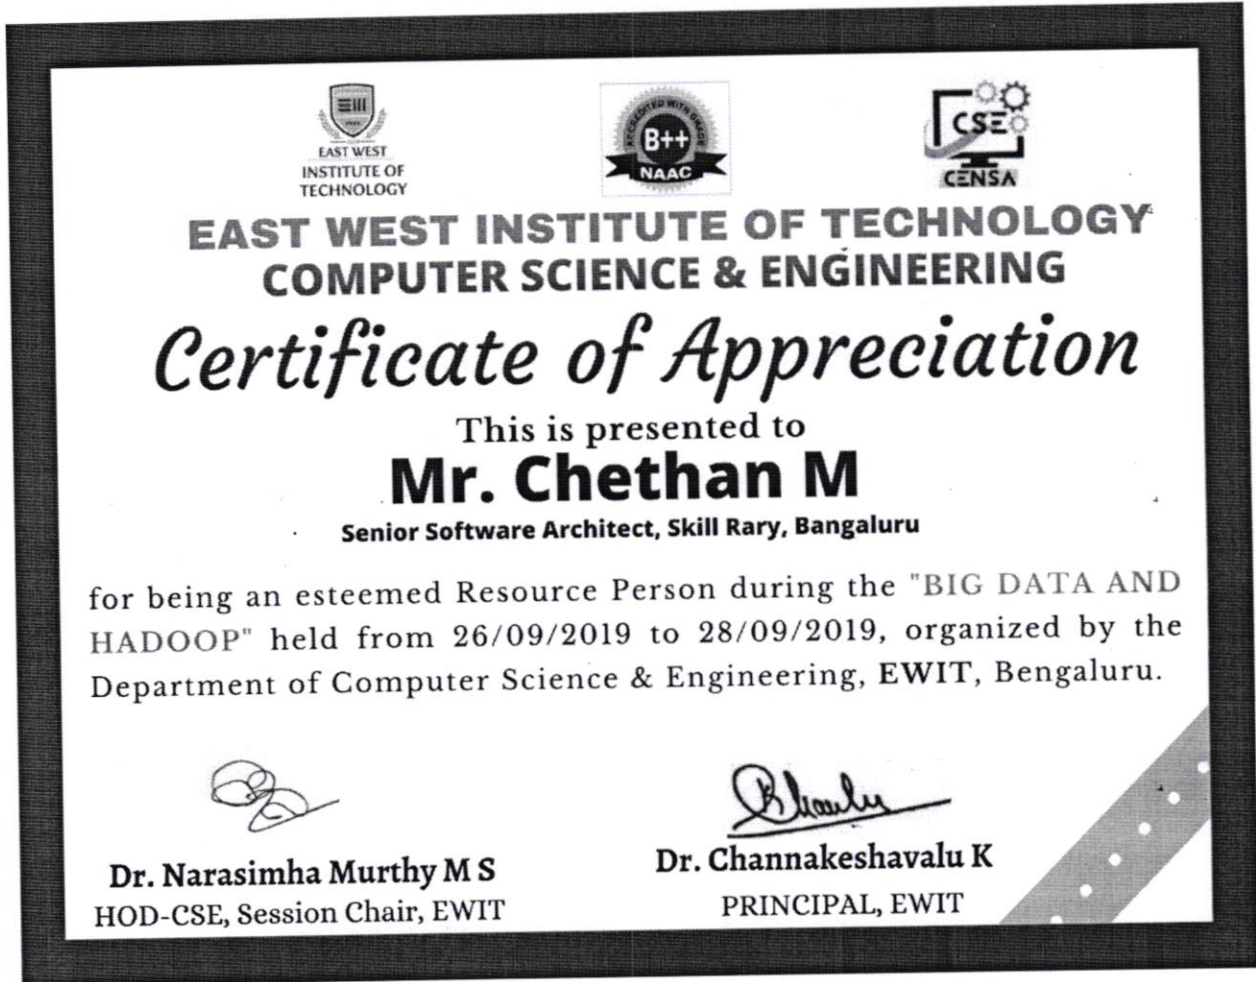 EAST WEST
INSTITUTE OF
TECHNOLOGY
ACCREDITED WITH GRADE
B++
NAAC
CSE
CENSA
EAST WEST INSTITUTE OF TECHNOLOGY
COMPUTER SCIENCE & ENGINEERING
Certificate of Appreciation
This is presented to
Mr. Chethan M
Senior Software Architect, Skill Rary, Bangaluru
for being an esteemed Resource Person during the "BIG DATA AND
HADOOP" held from 26/09/2019 to 28/09/2019, organized by the
Department of Computer Science & Engineering, EWIT, Bengaluru.
Dr. Narasimha Murthy M S
HOD-CSE, Session Chair, EWIT
Dr. Channakeshavalu K
PRINCIPAL, EWIT